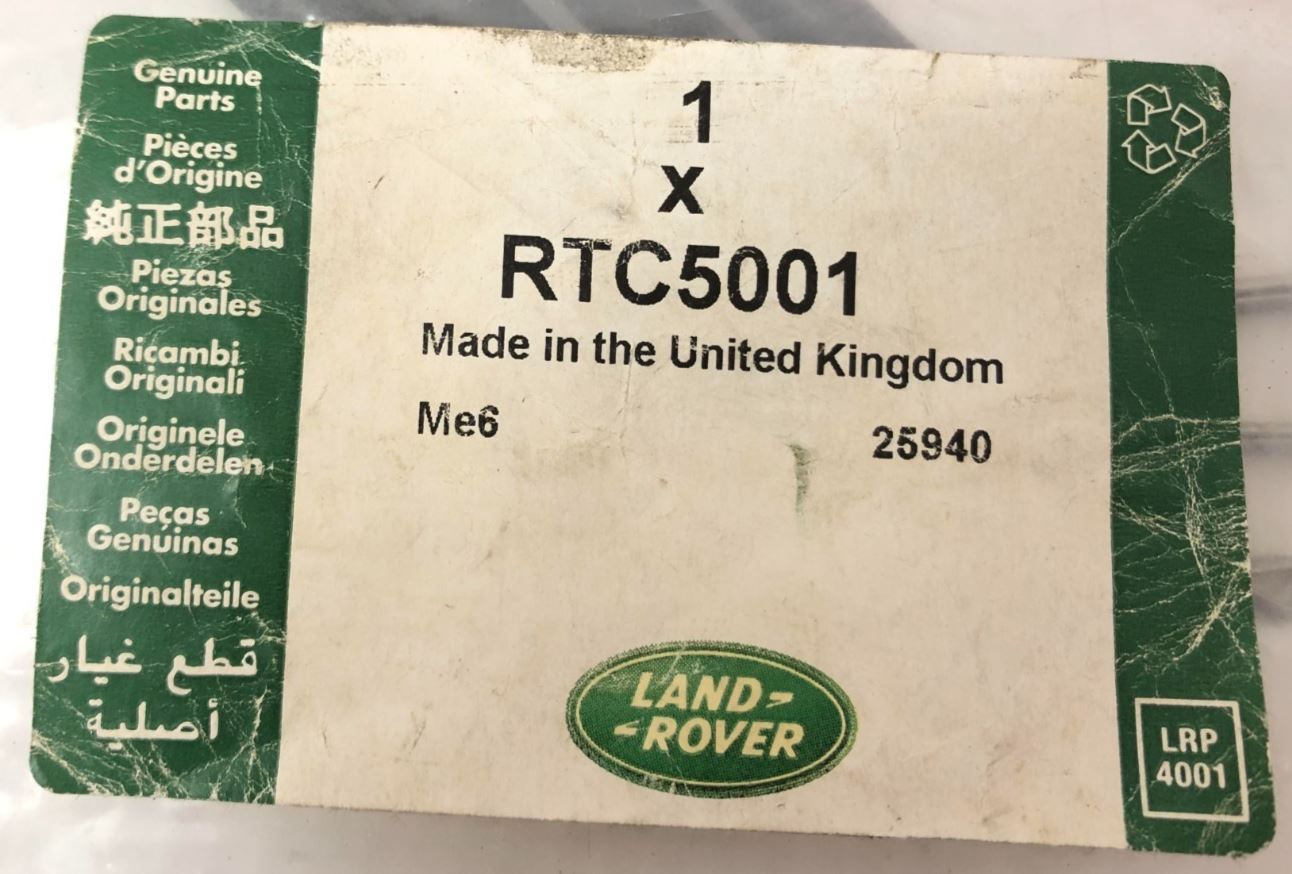 Genuine
Parts
Pièces
d'Origine
純正部品
Piezas
Originales
Ricambi
Originali
Originele
Onderdelen
Peças
Genúinas
Originalteile
قطع غيار
أصلية
1
x
RTC5001
Made in the United Kingdom
Me6 25940
LAND-
-ROVER
LRP
4001